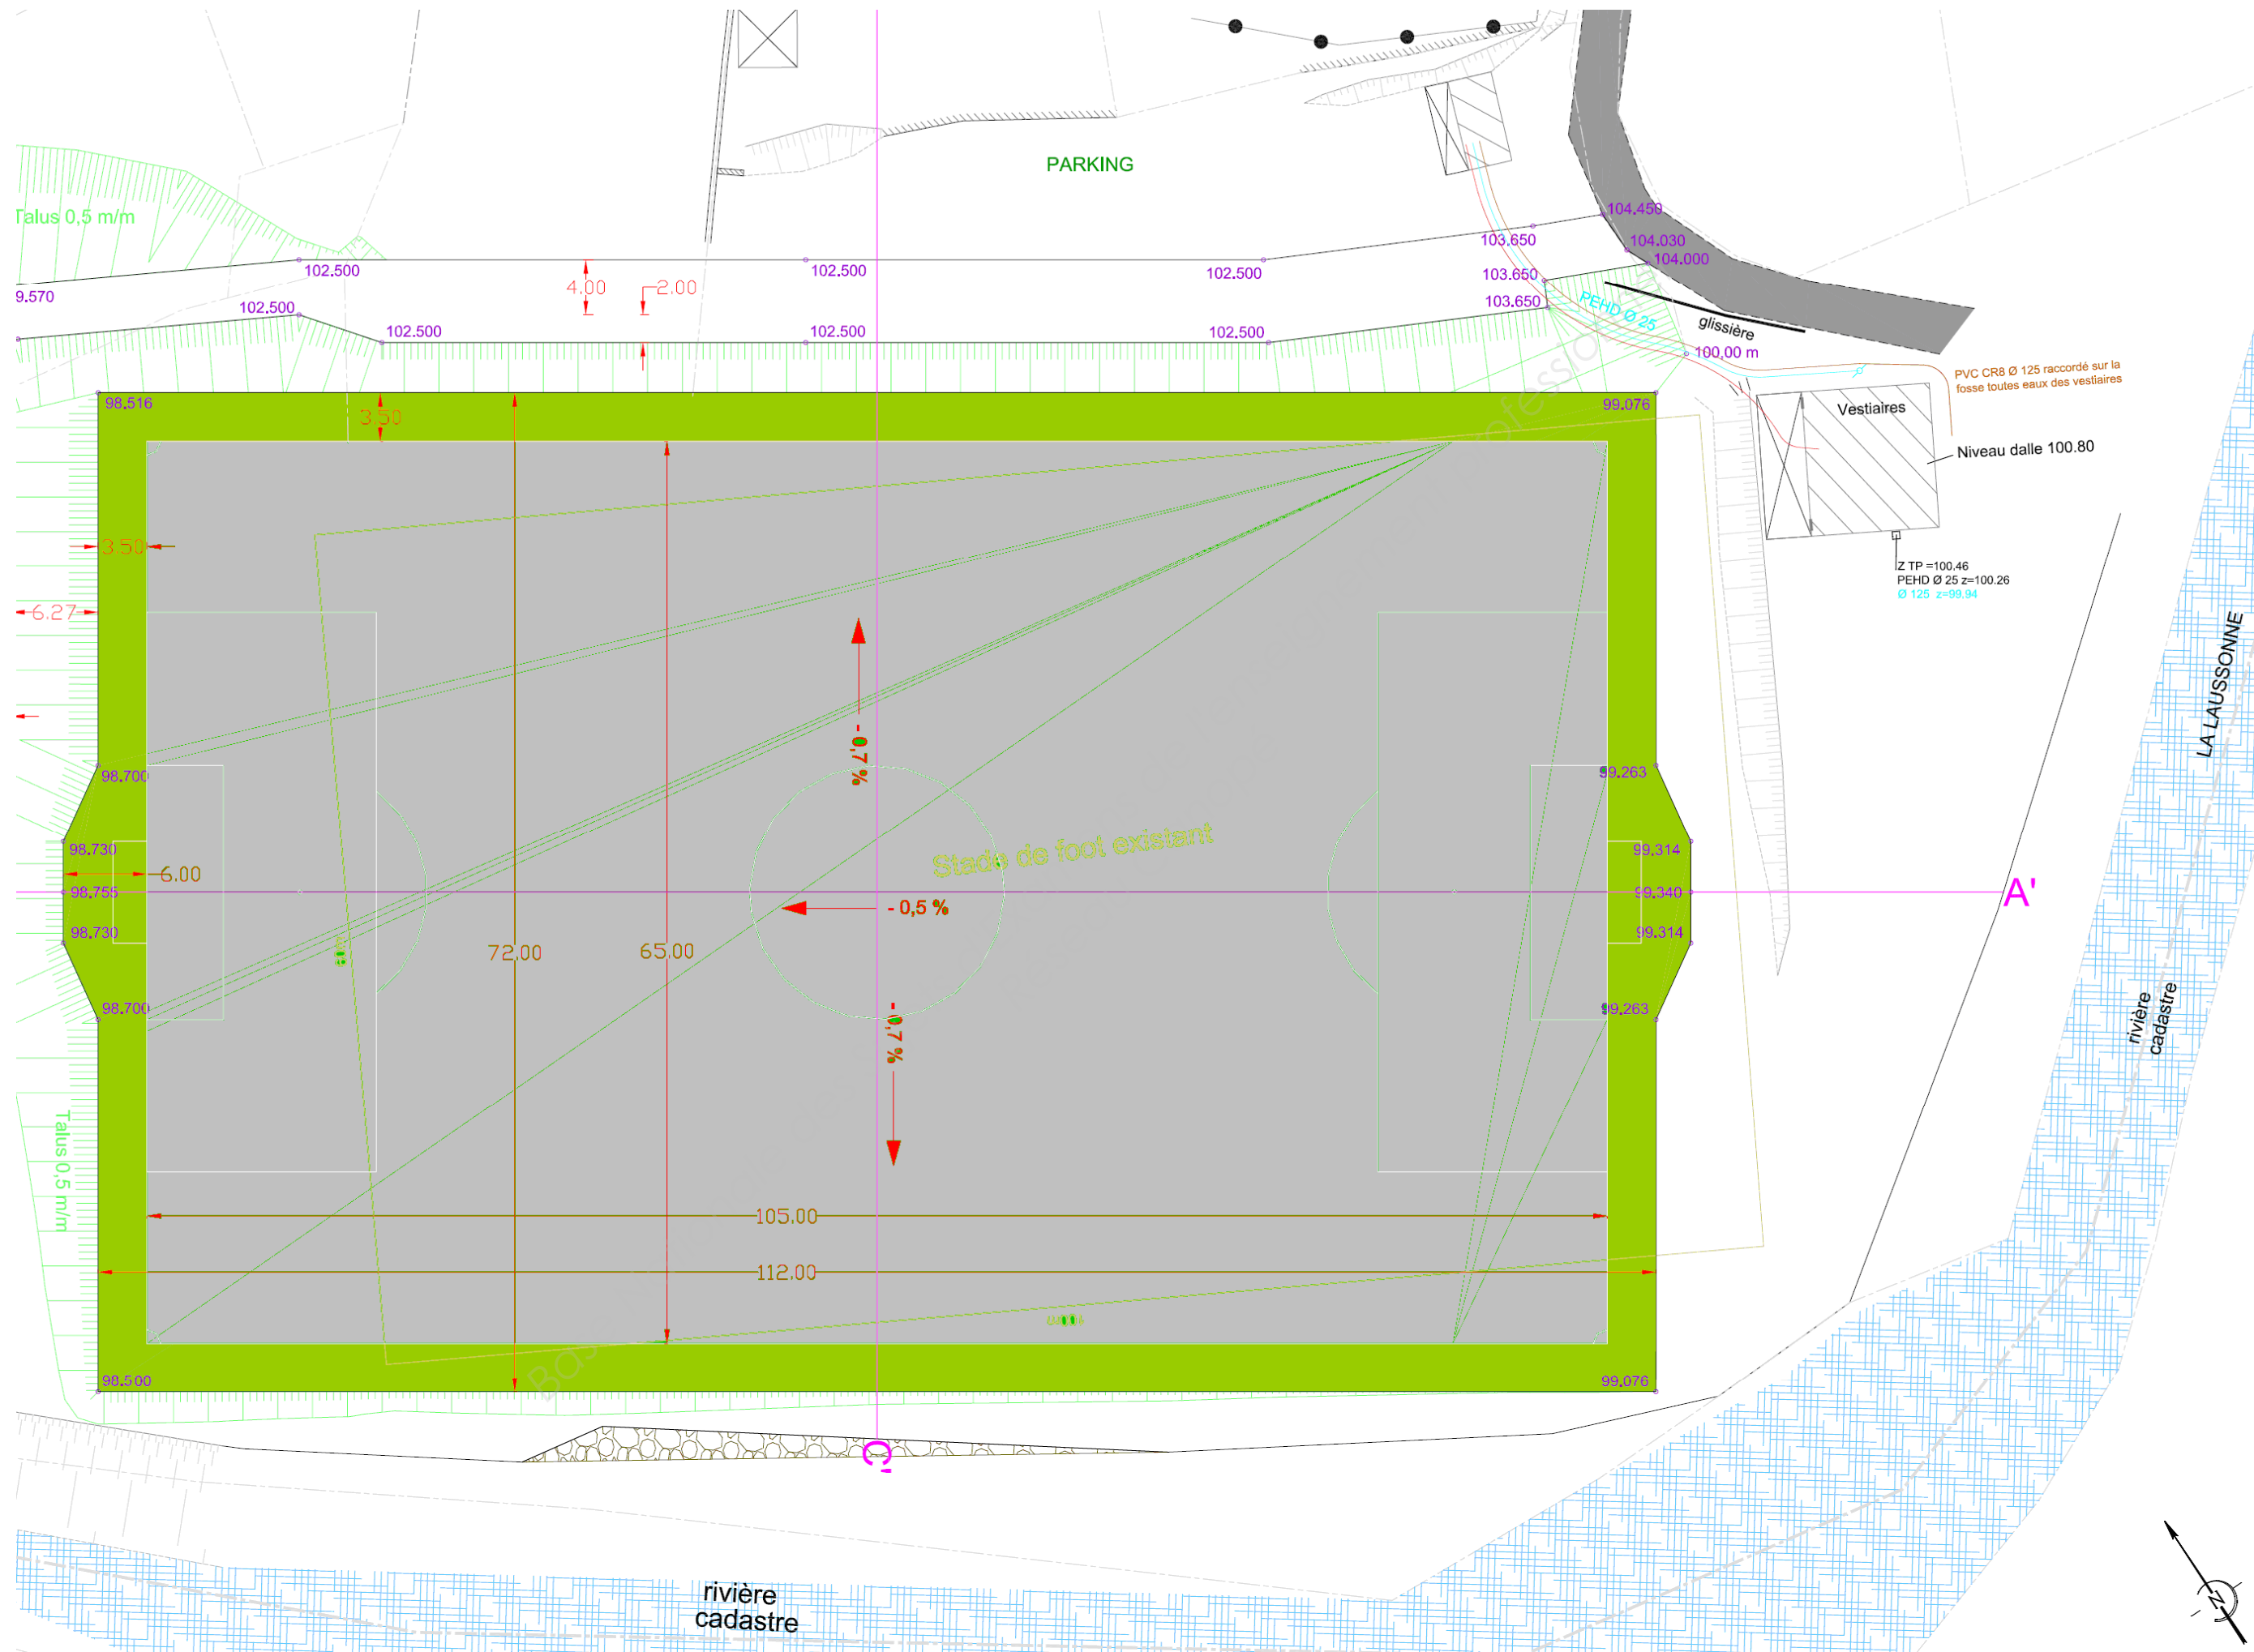 PARKING
Talus 0,5 m/m
104.450
103.650
104.030
104.000
102.500
102.500
102.500
103.650
9.570
4.00
2.00
PEHD Ø 25
102.500
103.650
glissière
102.500
102.500
102.500
100,00 m
PVC CR8 Ø 125 raccordé sur la
fosse toutes eaux des vestiaires
98.516
3.50
99.076
Vestiaires
Niveau dalle 100.80
3.50
Z TP =100.46
PEHD Ø 25 z=100.26
Ø 125 z=99.94
6.27
LA LAUSSONNE
- 0,7 %
98.700
99.263
Stade de foot existant
98.730
99.314
6.00
98.755
99.340
A'
- 0,5 %
98.730
99.314
72.00
65.00
98.700
99.263
rivière
cadastre
- 0,7 %
Talus 0,5 m/m
105.00
112.00
98.500
99.076
C'
rivière
cadastre
N